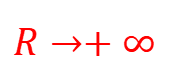 R →+ ∞